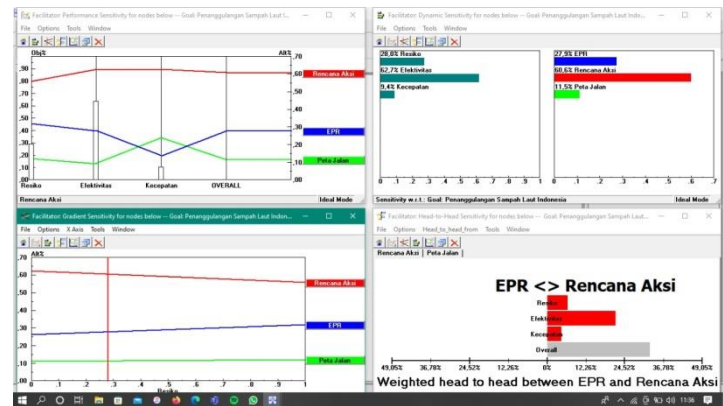 Facilitator: Performance Sensitivity for nodes below -- Goal: Penanggulangan Sampah Laut I...
File Options Tools Window
Obj%
Alt%
,90
,80
,70
,60
,50
,40
,30
,20
,10
,00
,70
,60
,50
,40
,30
,20
,10
,00
Rencana Aksi
EPR
Peta Jalan
Resiko Efektivitas Kecepatan OVERALL
Rencana Aksi Ideal Mode
Facilitator: Dynamic Sensitivity for nodes below -- Goal: Penanggulangan Sampah Laut Indo...
File Options Tools Window
28,0% Resiko
62,7% Efektivitas
9,4% Kecepatan
27,9% EPR
60,6% Rencana Aksi
11,5% Peta Jalan
0 .1 .2 .3 .4 .5 .6 .7 .8 .9 1
0 .1 .2 .3 .4 .5 .6 .7
Sensitivity w.r.t.: Goal: Penanggulangan Sampah Laut Indonesia Ideal Mode
Facilitator: Gradient Sensitivity for nodes below -- Goal: Penanggulangan Sampah Laut Indon...
File Options X Axis Tools Window
Alt%
,70
,60
,50
,40
,30
,20
,10
,00
Rencana Aksi
EPR
Peta Jalan
0 .1 .2 .3 .4 .5 .6 .7 .8 .9 1
Resiko
Facilitator: Head-to-Head Sensitivity for nodes below -- Goal: Penanggulangan Sampah Laut...
File Options Head_to_head_from Tools Window
Rencana Aksi | Peta Jalan |
EPR <> Rencana Aksi
Resiko
Efektivitas
Kecepatan
Overall
49,05% 36,78% 24,52% 12,26% 0% 12,26% 24,52% 36,78% 49,05%
Weighted head to head between EPR and Rencana Aksi
11:36